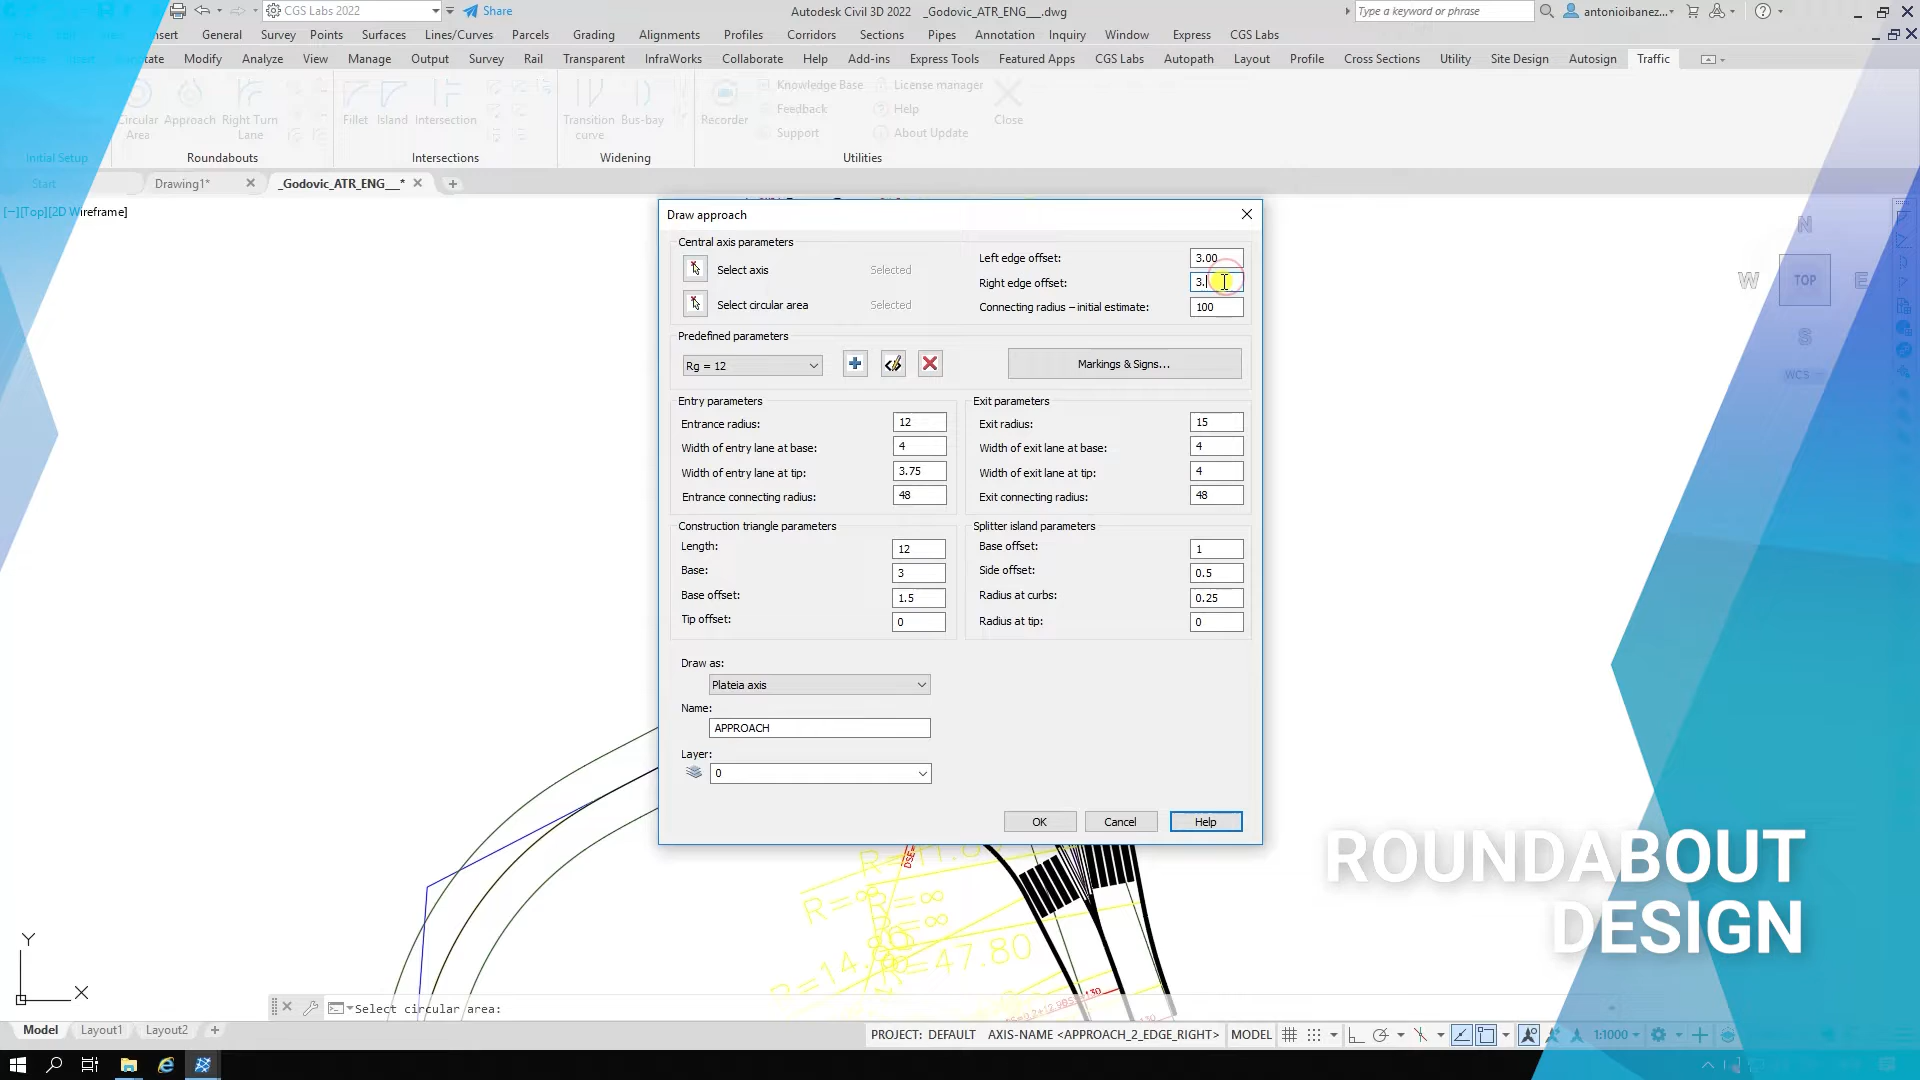 CGS Labs 2022
Share
Autodesk Civil 3D 2022 _Godovic_ATR_ENG___.dwg
Type a keyword or phrase
antonioibanez...
Insert General Survey Points Surfaces Lines/Curves Parcels Grading Alignments Profiles Corridors Sections Pipes Annotation Inquiry Window Express CGS Labs
Home Insert Annotate Modify Analyze View Manage Output Survey Rail Transparent InfraWorks Collaborate Help Add-ins Express Tools Featured Apps CGS Labs Autopath Layout Profile Cross Sections Utility Site Design Autosign Traffic
Circular Area
Approach
Right Turn Lane
Fillet
Island
Intersection
Transition curve
Bus-bay
Recorder
Knowledge Base
Feedback
Support
License manager
Help
About Update
Close
Initial Setup
Roundabouts
Intersections
Widening
Utilities
Start
Drawing1*
_Godovic_ATR_ENG___*
[−][Top][2D Wireframe]
N
W
TOP
E
S
WCS
Draw approach
Central axis parameters
Select axis Selected
Select circular area Selected
Left edge offset: 3.00
Right edge offset: 3.
Connecting radius – initial estimate: 100
Predefined parameters
Rg = 12
Markings & Signs...
Entry parameters
Entrance radius: 12
Width of entry lane at base: 4
Width of entry lane at tip: 3.75
Entrance connecting radius: 48
Exit parameters
Exit radius: 15
Width of exit lane at base: 4
Width of exit lane at tip: 4
Exit connecting radius: 48
Construction triangle parameters
Length: 12
Base: 3
Base offset: 1.5
Tip offset: 0
Splitter island parameters
Base offset: 1
Side offset: 0.5
Radius at curbs: 0.25
Radius at tip: 0
Draw as:
Plateia axis
Name:
APPROACH
Layer:
0
OK
Cancel
Help
R=∞
R=∞
=47.80
ROUNDABOUT
DESIGN
Y
X
Select circular area:
Model Layout1 Layout2
PROJECT: DEFAULT AXIS-NAME <APPROACH_2_EDGE_RIGHT> MODEL
1:1000